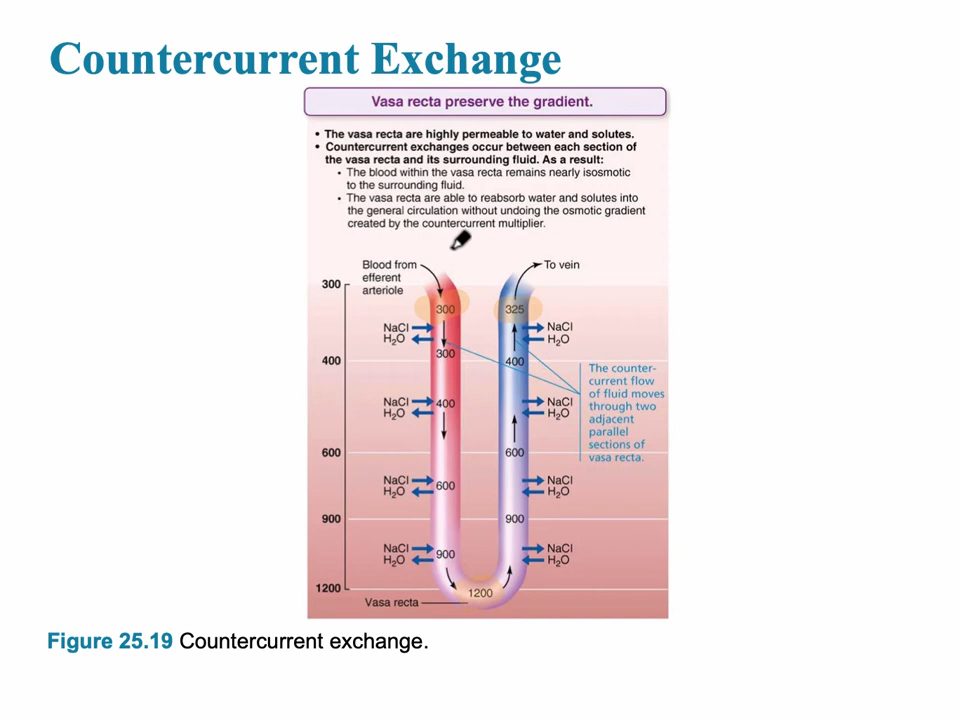 Countercurrent Exchange
Vasa recta preserve the gradient.
• The vasa recta are highly permeable to water and solutes.
• Countercurrent exchanges occur between each section of
the vasa recta and its surrounding fluid. As a result:
• The blood within the vasa recta remains nearly isosmotic
to the surrounding fluid.
• The vasa recta are able to reabsorb water and solutes into
the general circulation without undoing the osmotic gradient
created by the countercurrent multiplier.
Blood from
efferent
arteriole
To vein
300
300
325
NaCl
H₂O
NaCl
H₂O
300
400
400
The counter-
current flow
of fluid moves
through two
adjacent
parallel
sections of
vasa recta.
NaCl
H₂O
400
NaCl
H₂O
600
600
NaCl
H₂O
600
NaCl
H₂O
900
900
NaCl
H₂O
900
NaCl
H₂O
1200
1200
Vasa recta
Figure 25.19 Countercurrent exchange.